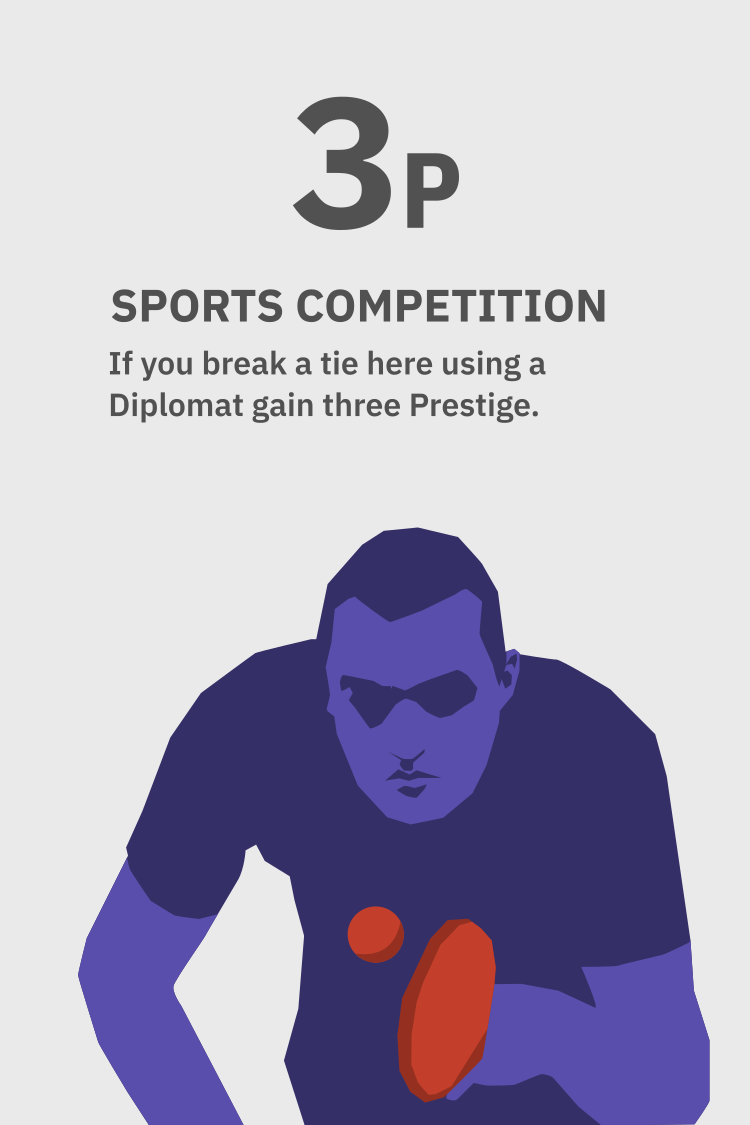 3P
SPORTS COMPETITION
If you break a tie here using a
Diplomat gain three Prestige.